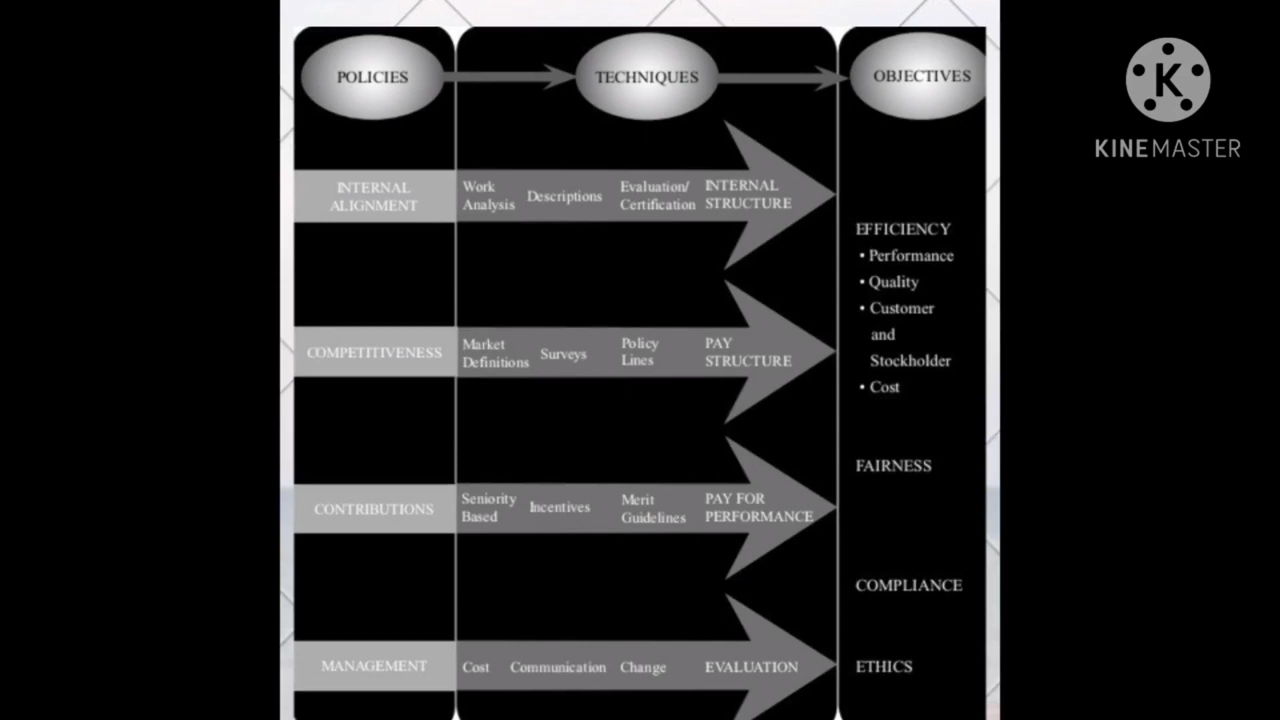 POLICIES
TECHNIQUES
OBJECTIVES
KINEMASTER
INTERNAL
ALIGNMENT
Work
Analysis
Descriptions
Evaluation/
Certification
INTERNAL
STRUCTURE
COMPETITIVENESS
Market
Definitions
Surveys
Policy
Lines
PAY
STRUCTURE
CONTRIBUTIONS
Seniority
Based
Incentives
Merit
Guidelines
PAY FOR
PERFORMANCE
MANAGEMENT
Cost
Communication
Change
EVALUATION
EFFICIENCY
• Performance
• Quality
• Customer
and
Stockholder
• Cost
FAIRNESS
COMPLIANCE
ETHICS